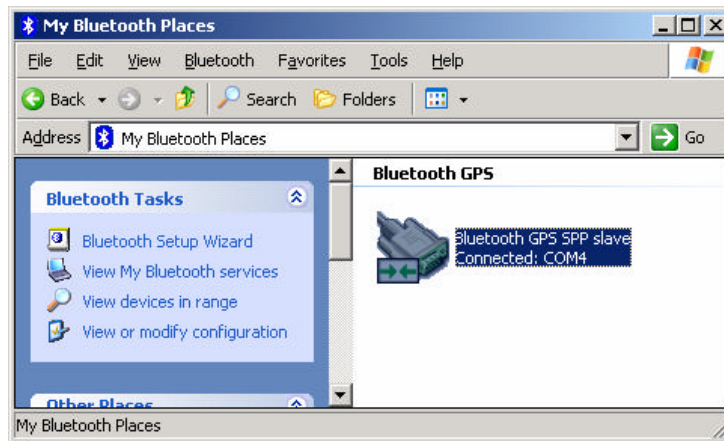 My Bluetooth Places
File Edit View Bluetooth Favorites Tools Help
Back Search Folders
Address My Bluetooth Places Go
Bluetooth Tasks
Bluetooth Setup Wizard
View My Bluetooth services
View devices in range
View or modify configuration
Other Places
Bluetooth GPS
Bluetooth GPS SPP slave
Connected: COM4
My Bluetooth Places